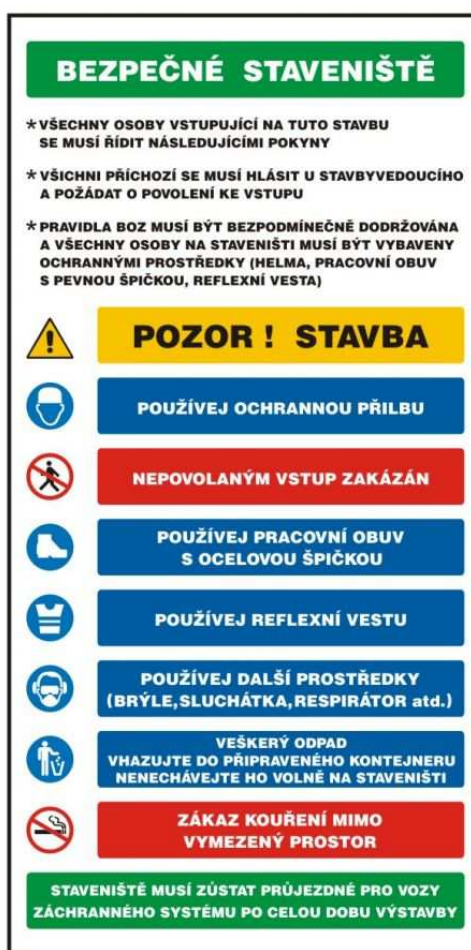 BEZPEČNÉ STAVENIŠTĚ
* VŠECHNY OSOBY VSTUPUJÍCÍ NA TUTO STAVBU
SE MUSÍ ŘÍDIT NÁSLEDUJÍCÍMI POKYNY
* VŠICHNI PŘÍCHOZÍ SE MUSÍ HLÁSIT U STAVBYVEDOUCÍHO
A POŽÁDAT O POVOLENÍ KE VSTUPU
* PRAVIDLA BOZ MUSÍ BÝT BEZPODMÍNEČNĚ DODRŽOVÁNA
A VŠECHNY OSOBY NA STAVENIŠTI MUSÍ BÝT VYBAVENY
OCHRANNÝMI PROSTŘEDKY (HELMA, PRACOVNÍ OBUV
S PEVNOU ŠPIČKOU, REFLEXNÍ VESTA)
POZOR ! STAVBA
POUŽÍVEJ OCHRANNOU PŘILBU
NEPOVOLANÝM VSTUP ZAKÁZÁN
POUŽÍVEJ PRACOVNÍ OBUV
S OCELOVOU ŠPIČKOU
POUŽÍVEJ REFLEXNÍ VESTU
POUŽÍVEJ DALŠÍ PROSTŘEDKY
(BRÝLE,SLUCHÁTKA,RESPIRÁTOR atd.)
VEŠKERÝ ODPAD
VHAZUJTE DO PŘIPRAVENÉHO KONTEJNERU
NENECHÁVEJTE HO VOLNĚ NA STAVENIŠTI
ZÁKAZ KOUŘENÍ MIMO
VYMEZENÝ PROSTOR
STAVENIŠTĚ MUSÍ ZŮSTAT PRŮJEZDNÉ PRO VOZY
ZÁCHRANNÉHO SYSTÉMU PO CELOU DOBU VÝSTAVBY